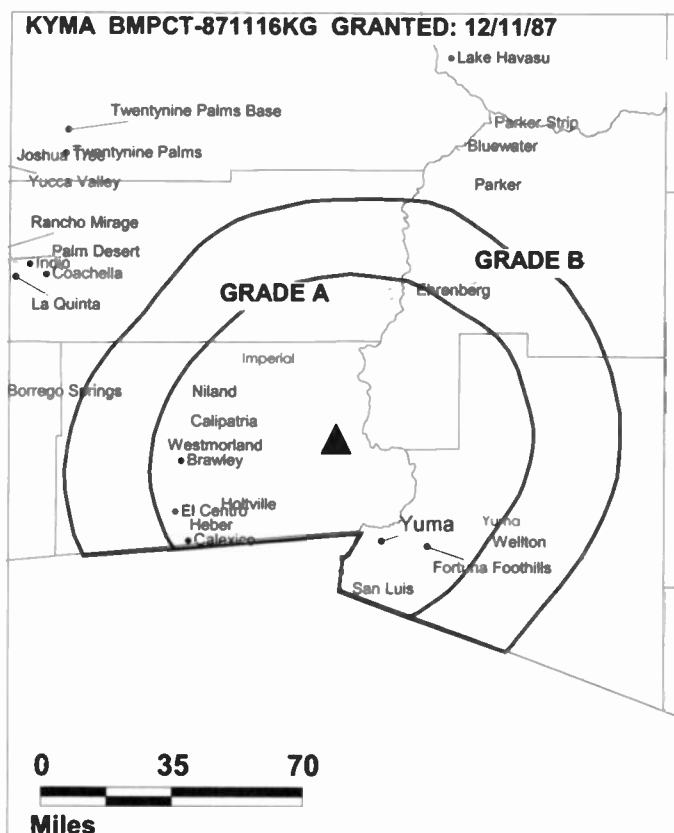 KYMA BMPCT-871116KG GRANTED: 12/11/87
Lake Havasu
Twentynine Palms Base
Parker Strip
Bluewater
Joshua Tree
Twentynine Palms
Yucca Valley
Parker
Rancho Mirage
Palm Desert
Indio
Coachella
La Quinta
GRADE B
GRADE A
Ehrenberg
Imperial
Borrego Springs
Niland
Calipatria
Westmorland
Brawley
Holtville
El Centro
Heber
Calexico
Yuma
Yuma
Wellton
Fortuna Foothills
San Luis
0 35 70
Miles